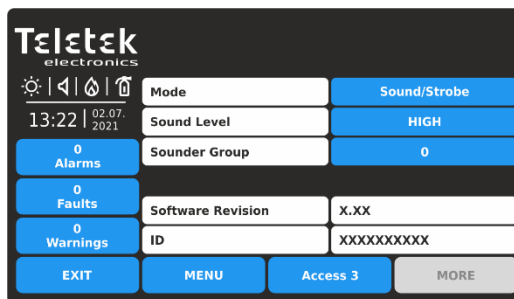 Teletek
electronics
13:22 02.07.
2021
Mode Sound/Strobe
Sound Level HIGH
Sounder Group 0
0
Alarms
0
Faults
0
Warnings
Software Revision X.XX
ID XXXXXXXXXX
EXIT MENU Access 3 MORE